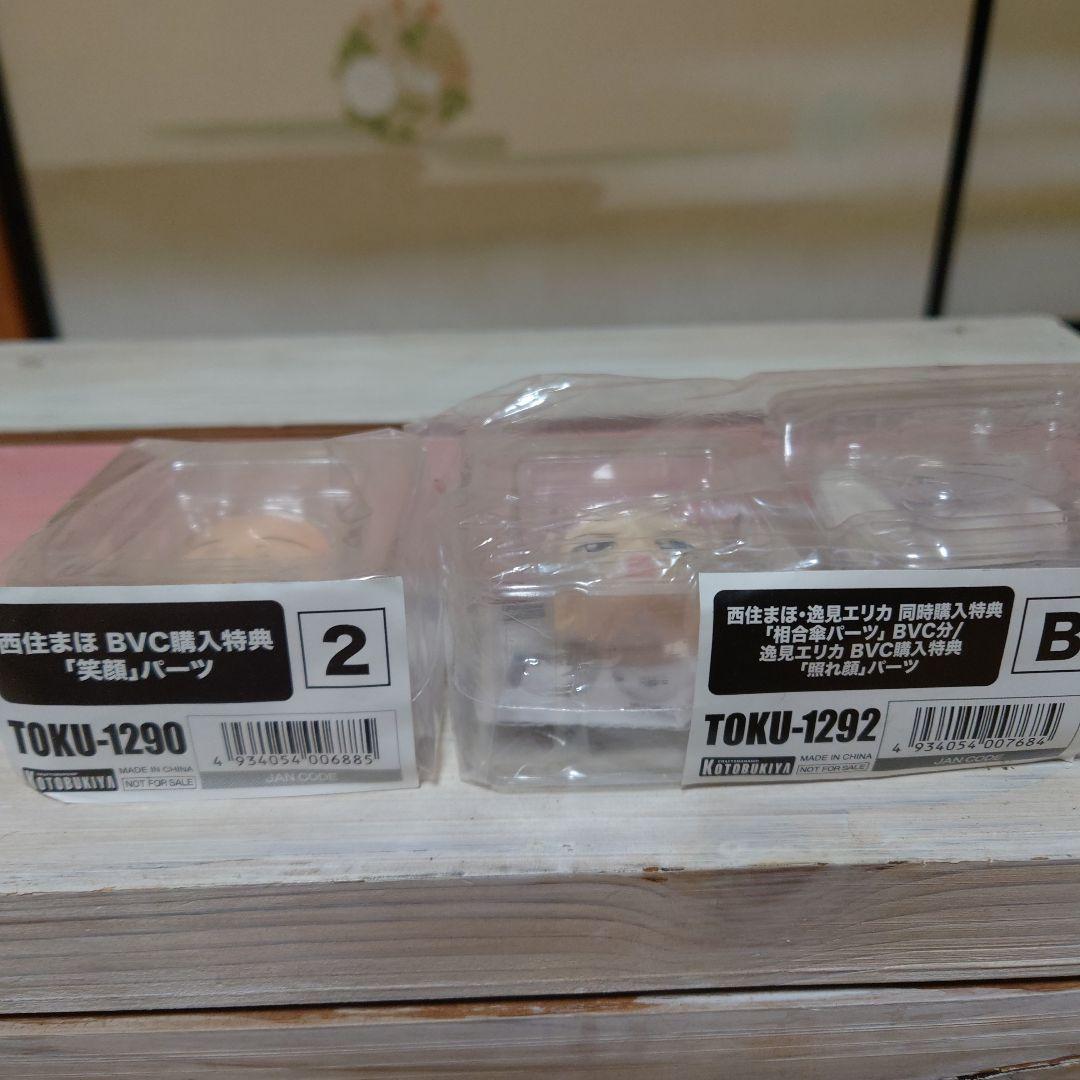 西住まほ BVC購入特典
「笑顔」パーツ
2
TOKU-1290
4 934054 006885
JAN CODE
KOTOBUKIYA
MADE IN CHINA
NOT FOR SALE
西住まほ・逸見エリカ 同時購入特典
「相合傘パーツ」 BVC分/
逸見エリカ BVC購入特典
「照れ顔」パーツ
B
TOKU-1292
4 934054 007684
JAN CODE
KOTOBUKIYA
MADE IN CHINA
NOT FOR SALE